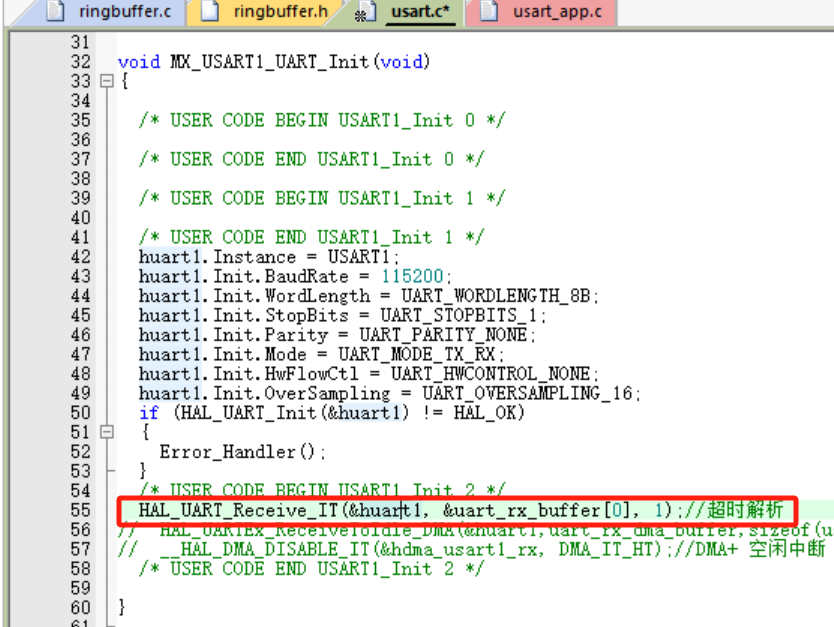 ringbuffer.c ringbuffer.h usart.c* usart_app.c
31
32 void MX_USART1_UART_Init(void)
33 {
34
35 /* USER CODE BEGIN USART1_Init 0 */
36
37 /* USER CODE END USART1_Init 0 */
38
39 /* USER CODE BEGIN USART1_Init 1 */
40
41 /* USER CODE END USART1_Init 1 */
42 huart1.Instance = USART1;
43 huart1.Init.BaudRate = 115200;
44 huart1.Init.WordLength = UART_WORDLENGTH_8B;
45 huart1.Init.StopBits = UART_STOPBITS_1;
46 huart1.Init.Parity = UART_PARITY_NONE;
47 huart1.Init.Mode = UART_MODE_TX_RX;
48 huart1.Init.HwFlowCtl = UART_HWCONTROL_NONE;
49 huart1.Init.OverSampling = UART_OVERSAMPLING_16;
50 if (HAL_UART_Init(&huart1) != HAL_OK)
51 {
52 Error_Handler();
53 }
54 /* USER CODE BEGIN USART1_Init 2 */
55 HAL_UART_Receive_IT(&huart1, &uart_rx_buffer[0], 1);//超时解析
56 // HAL_UARTEx_ReceiveToIdle_DMA(&huart1,uart_rx_dma_buffer,sizeof(u
57 // __HAL_DMA_DISABLE_IT(&hdma_usart1_rx, DMA_IT_HT);//DMA+ 空闲中断
58 /* USER CODE END USART1_Init 2 */
59
60 }
61